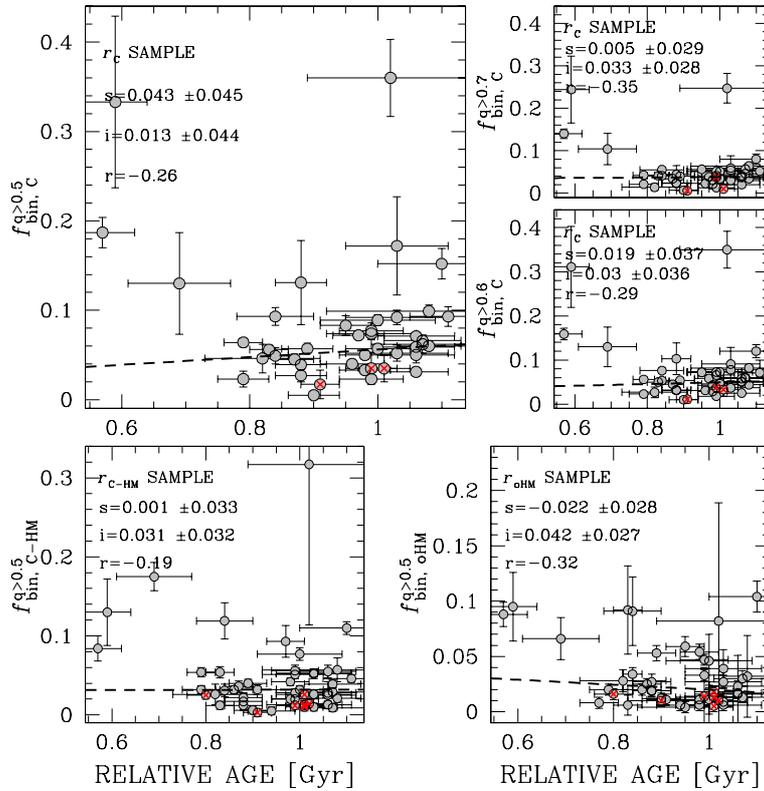 r_C SAMPLE
s=0.043 ±0.045
i=0.013 ±0.044
r=−0.26
f^{q>0.5}_{bin, C}
0.4
0.3
0.2
0.1
0
0.6 0.8 1
r_C SAMPLE
s=0.005 ±0.029
i=0.033 ±0.028
r=−0.35
f^{q>0.7}_{bin, C}
0.4
0.3
0.2
0.1
0
r_C SAMPLE
s=0.019 ±0.037
i=0.03 ±0.036
r=−0.29
f^{q>0.6}_{bin, C}
0.4
0.3
0.2
0.1
0
0.6 0.8 1
r_{C−HM} SAMPLE
s=0.001 ±0.033
i=0.031 ±0.032
r=−0.19
f^{q>0.5}_{bin, C−HM}
0.3
0.2
0.1
0
0.6 0.8 1
RELATIVE AGE [Gyr]
r_{oHM} SAMPLE
s=−0.022 ±0.028
i=0.042 ±0.027
r=−0.32
f^{q>0.5}_{bin, oHM}
0.2
0.15
0.1
0.05
0
0.6 0.8 1
RELATIVE AGE [Gyr]